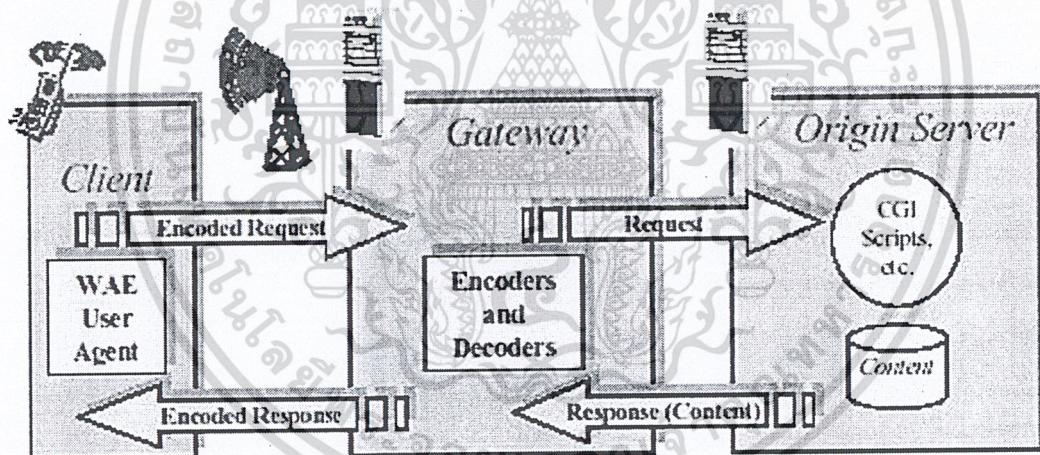 Client
Gateway
Origin Server
Encoded Request
Request
CGI
Scripts,
etc.
WAE
User
Agent
Encoders
and
Decoders
Content
Encoded Response
Response (Content)